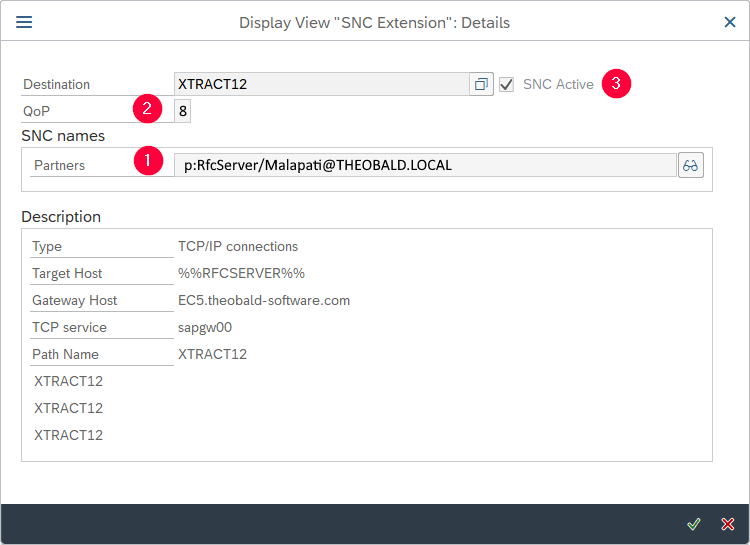 Display View "SNC Extension": Details
Destination XTRACT12 SNC Active 3
QoP 2 8
SNC names
Partners 1 p:RfcServer/Malapati@THEOBALD.LOCAL
Description
Type TCP/IP connections
Target Host %%RFCSERVER%%
Gateway Host EC5.theobald-software.com
TCP service sapgw00
Path Name XTRACT12
XTRACT12
XTRACT12
XTRACT12